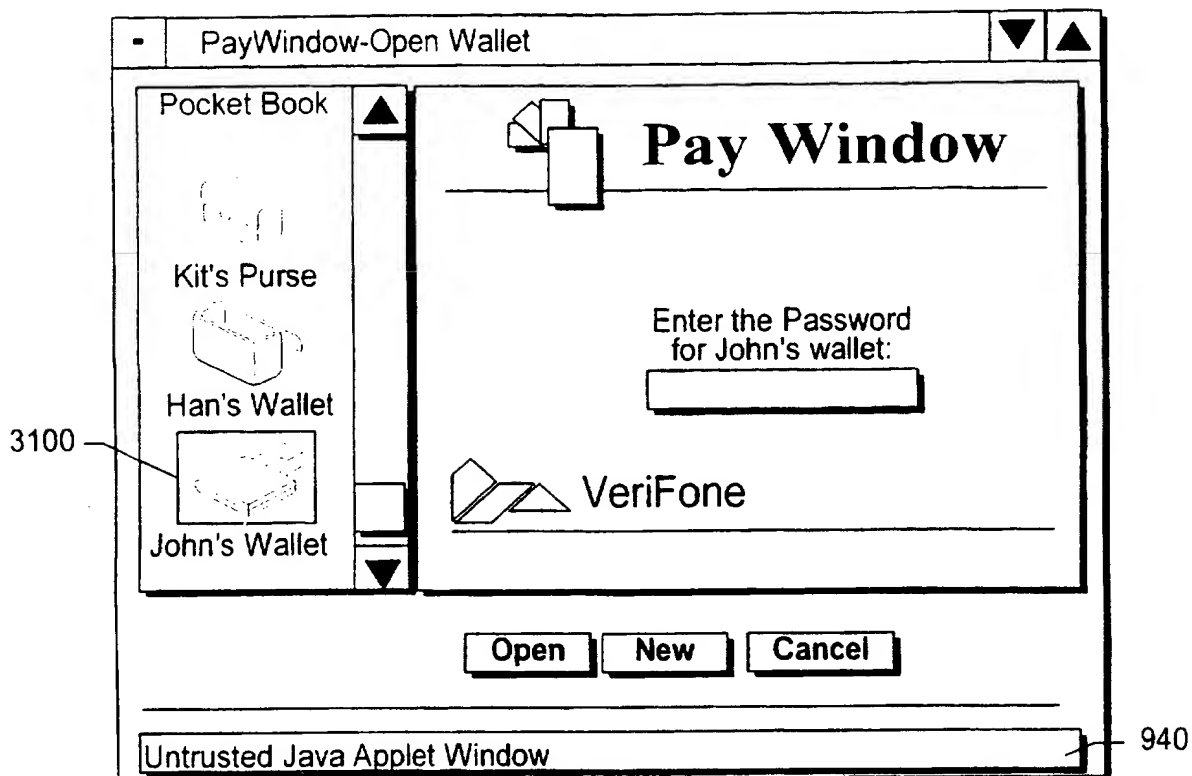 PayWindow-Open Wallet
Pocket Book
Kit's Purse
Han's Wallet
3100
John's Wallet
Pay Window
Enter the Password
for John's wallet:
VeriFone
Open
New
Cancel
Untrusted Java Applet Window
940